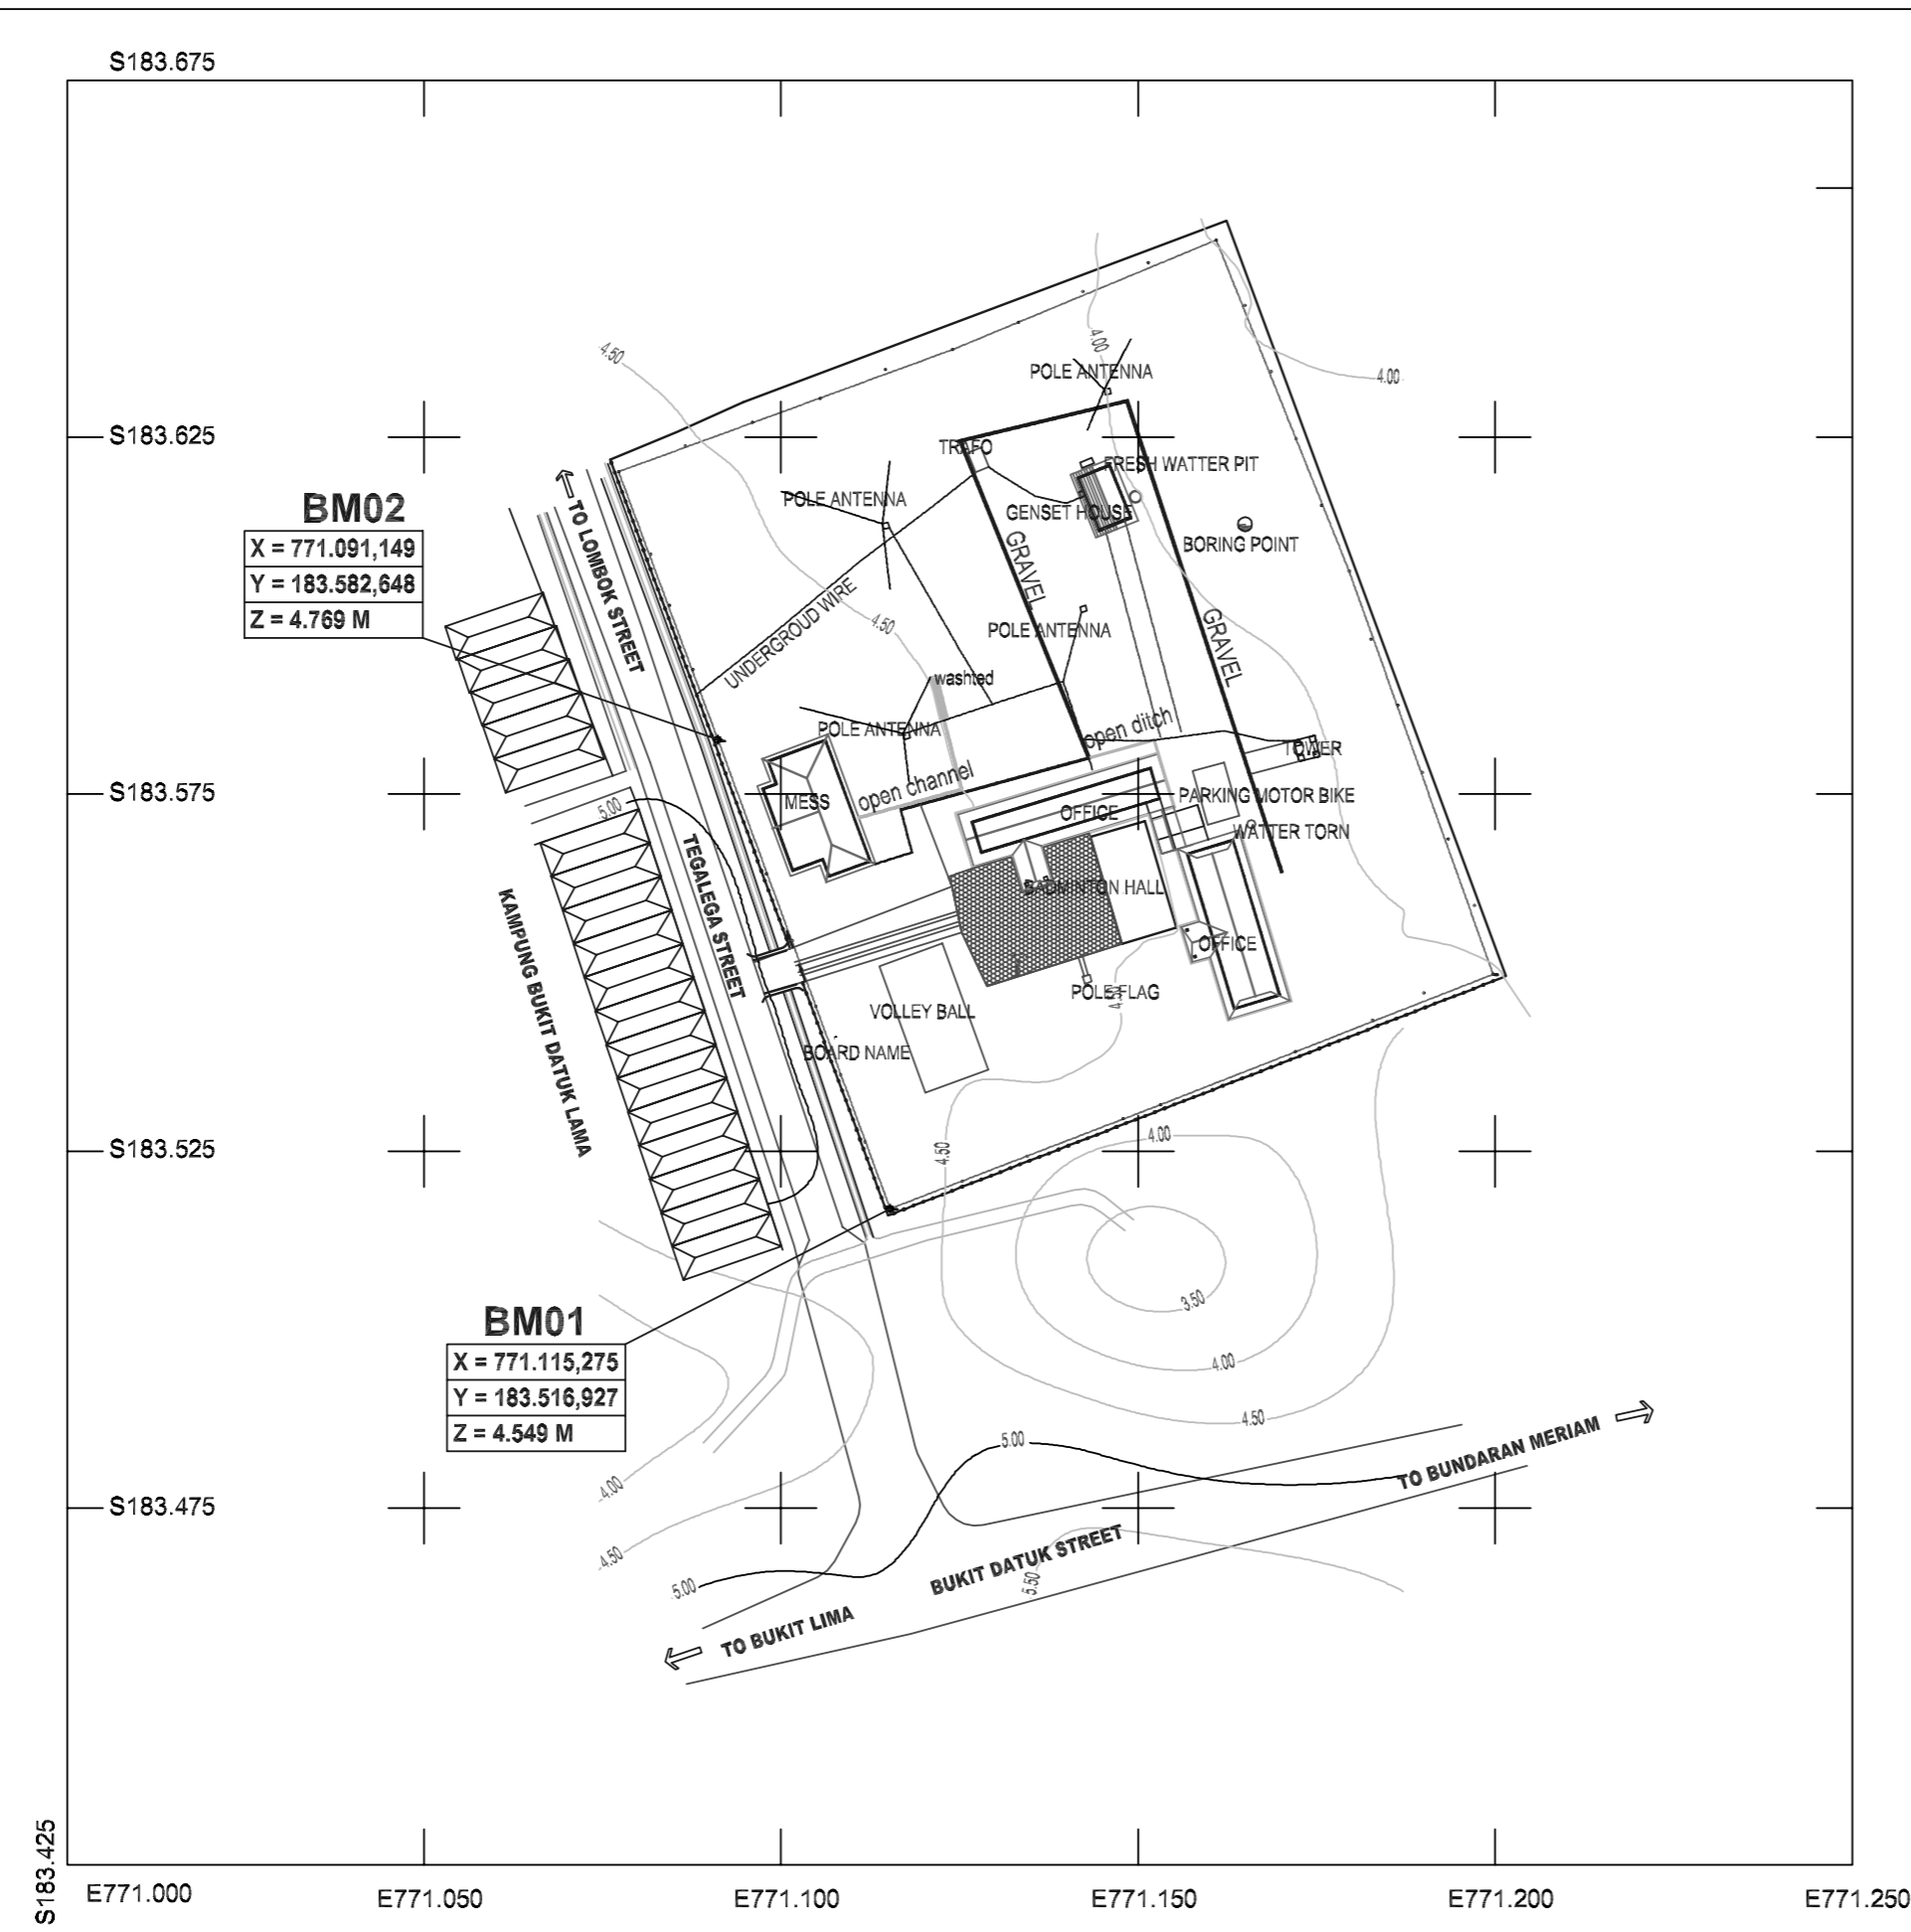 S183.675
4.50
4.00
POLE ANTENNA
4.00
S183.625
TRAFO
FRESH WATTER PIT
BM02
X = 771.091,149
Y = 183.582,648
Z = 4.769 M
TO LOMBOK STREET
POLE ANTENNA
GENSET HOUSE
BORING POINT
GRAVEL
UNDERGROUD WIRE
4.50
POLE ANTENNA
GRAVEL
washted
POLE ANTENNA
open ditch
TOWER
open channel
S183.575
5.00
MESS
OFFICE
PARKING MOTOR BIKE
WATTER TORN
TEGALEGA STREET
BADMINTON HALL
KAMPUNG BUKIT DATUK LAMA
OFFICE
POLE FLAG
4.50
VOLLEY BALL
BOARD NAME
S183.525
4.50
4.00
3.50
BM01
X = 771.115,275
Y = 183.516,927
Z = 4.549 M
4.00
4.50
5.00
TO BUNDARAN MERIAM
4.00
S183.475
4.50
5.00
BUKIT DATUK STREET
5.50
TO BUKIT LIMA
S183.425
E771.000
E771.050
E771.100
E771.150
E771.200
E771.250